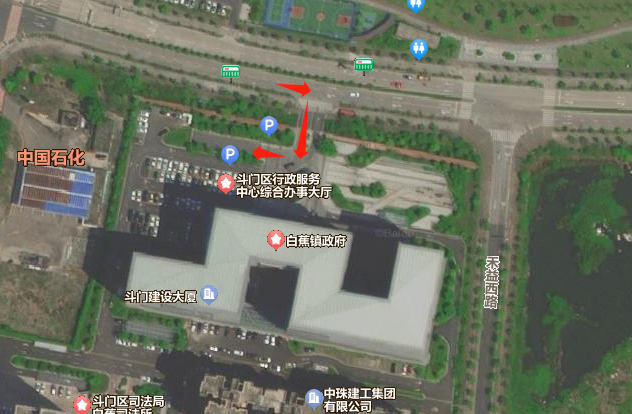 P
中国石化
P
斗门区行政服务
中心综合办事大厅
白蕉镇政府
©Baidu
斗门建设大厦
天益西路
斗门区司法局
白蕉司法所
中珠建工集团
有限公司